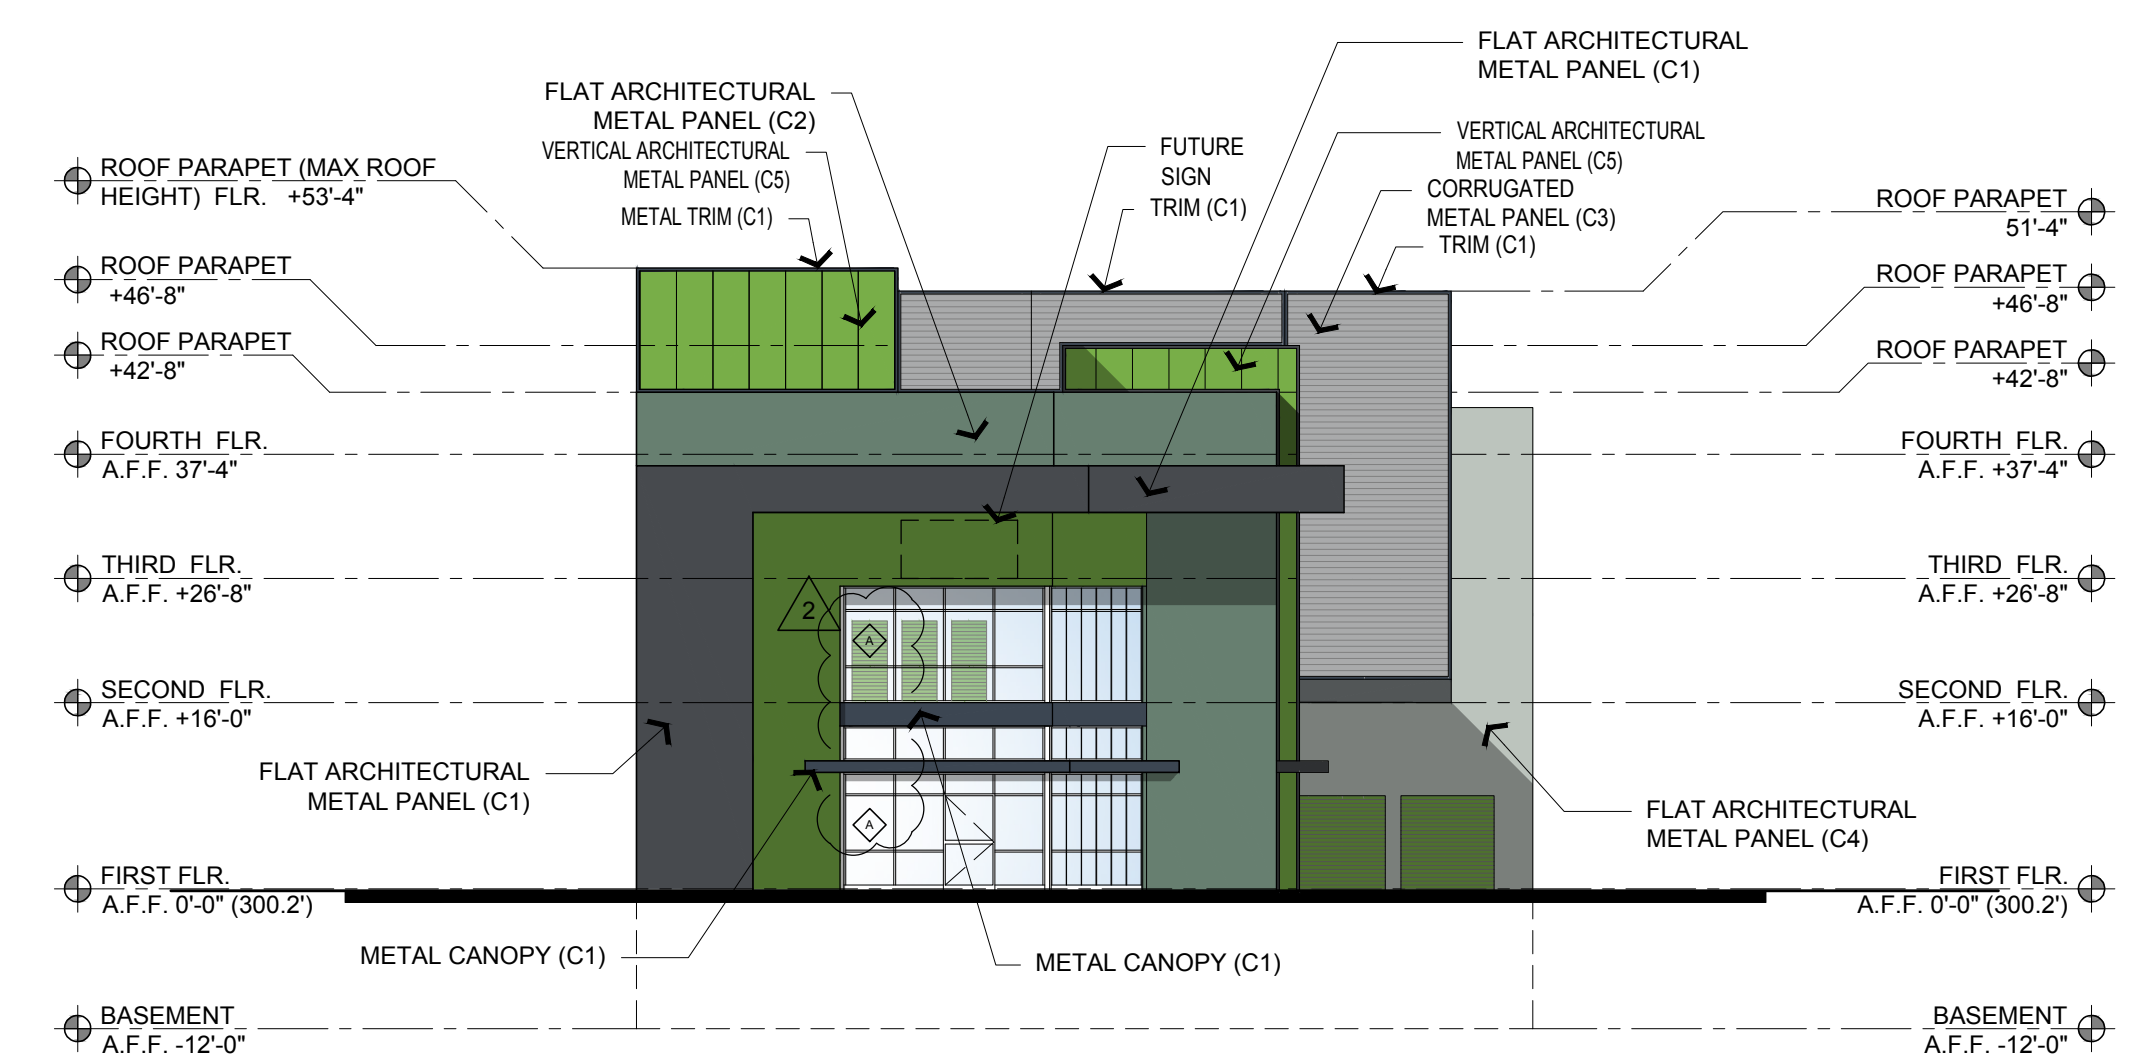 FLAT ARCHITECTURAL
METAL PANEL (C1)
FLAT ARCHITECTURAL
METAL PANEL (C2)
VERTICAL ARCHITECTURAL
METAL PANEL (C5)
METAL TRIM (C1)
FUTURE
SIGN
TRIM (C1)
VERTICAL ARCHITECTURAL
METAL PANEL (C5)
CORRUGATED
METAL PANEL (C3)
TRIM (C1)
ROOF PARAPET (MAX ROOF
HEIGHT) FLR. +53'-4"
ROOF PARAPET
+46'-8"
ROOF PARAPET
+42'-8"
FOURTH FLR.
A.F.F. 37'-4"
THIRD FLR.
A.F.F. +26'-8"
SECOND FLR.
A.F.F. +16'-0"
FLAT ARCHITECTURAL
METAL PANEL (C1)
FIRST FLR.
A.F.F. 0'-0" (300.2')
METAL CANOPY (C1)
BASEMENT
A.F.F. -12'-0"
2
A
A
METAL CANOPY (C1)
ROOF PARAPET
51'-4"
ROOF PARAPET
+46'-8"
ROOF PARAPET
+42'-8"
FOURTH FLR.
A.F.F. +37'-4"
THIRD FLR.
A.F.F. +26'-8"
SECOND FLR.
A.F.F. +16'-0"
FLAT ARCHITECTURAL
METAL PANEL (C4)
FIRST FLR.
A.F.F. 0'-0" (300.2')
BASEMENT
A.F.F. -12'-0"